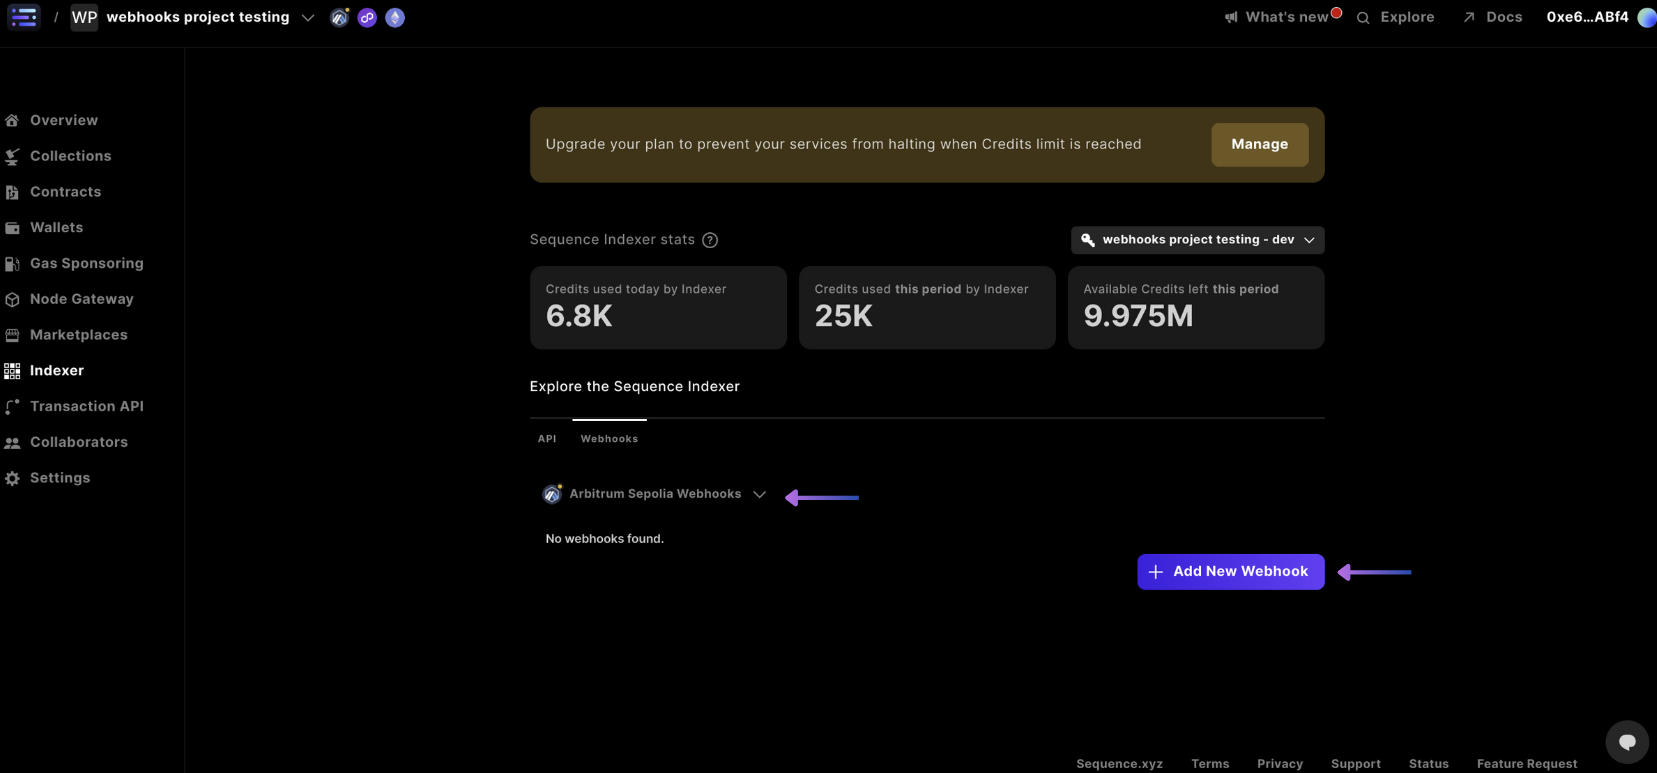 / WP webhooks project testing What's new Explore Docs 0xe6...ABf4
Overview
Collections
Contracts
Wallets
Gas Sponsoring
Node Gateway
Marketplaces
Indexer
Transaction API
Collaborators
Settings
Upgrade your plan to prevent your services from halting when Credits limit is reached Manage
Sequence Indexer stats ? webhooks project testing - dev
Credits used today by Indexer
6.8K
Credits used this period by Indexer
25K
Available Credits left this period
9.975M
Explore the Sequence Indexer
API Webhooks
Arbitrum Sepolia Webhooks
No webhooks found.
+ Add New Webhook
Sequence.xyz Terms Privacy Support Status Feature Request